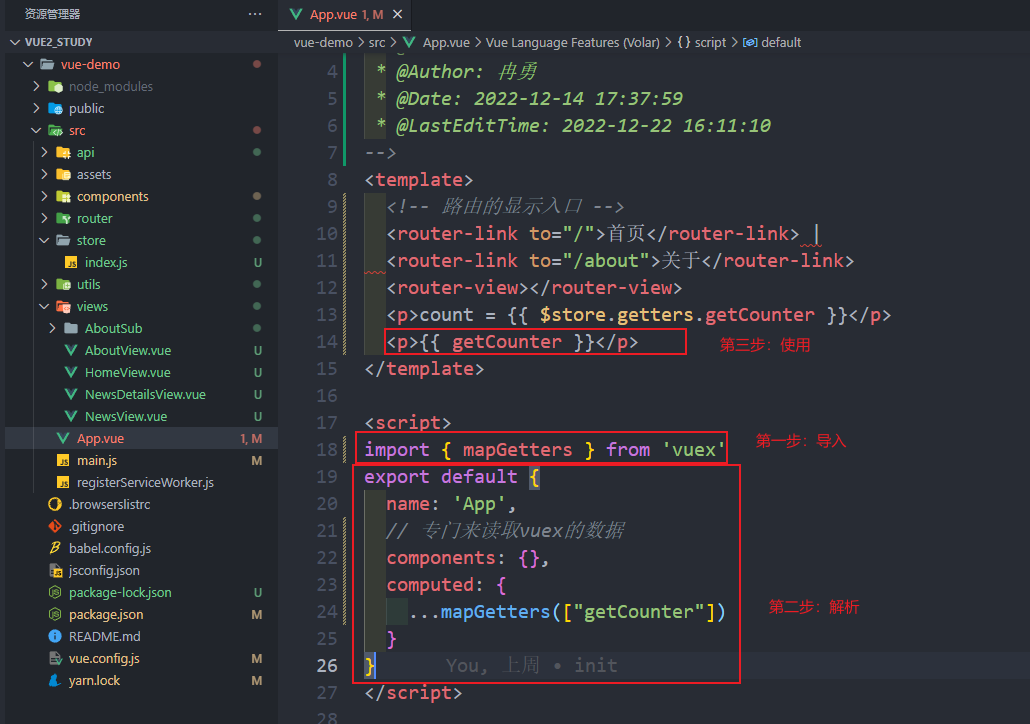 资源管理器
···
App.vue 1, M
VUE2_STUDY
vue-demo > src > App.vue > Vue Language Features (Volar) > {} script > default
vue-demo
node_modules
public
src
api
assets
components
router
store
index.js U
utils
views
AboutSub
AboutView.vue U
HomeView.vue U
NewsDetailsView.vue U
NewsView.vue U
App.vue 1, M
main.js M
registerServiceWorker.js
.browserslistrc
.gitignore
babel.config.js
jsconfig.json
package-lock.json U
package.json M
README.md
vue.config.js M
yarn.lock M
4 * @Author: 冉勇
5 * @Date: 2022-12-14 17:37:59
6 * @LastEditTime: 2022-12-22 16:11:10
7 -->
8 <template>
9 <!-- 路由的显示入口 -->
10 <router-link to="/">首页</router-link> |
11 <router-link to="/about">关于</router-link>
12 <router-view></router-view>
13 <p>count = {{ $store.getters.getCounter }}</p>
14 <p>{{ getCounter }}</p>
第三步：使用
15 </template>
16
17 <script>
18 import { mapGetters } from 'vuex'
第一步：导入
19 export default {
20 name: 'App',
21 // 专门来读取vuex的数据
22 components: {},
23 computed: {
24 ...mapGetters(["getCounter"])
第二步：解析
25 }
26 } You, 上周 • init
27 </script>
28